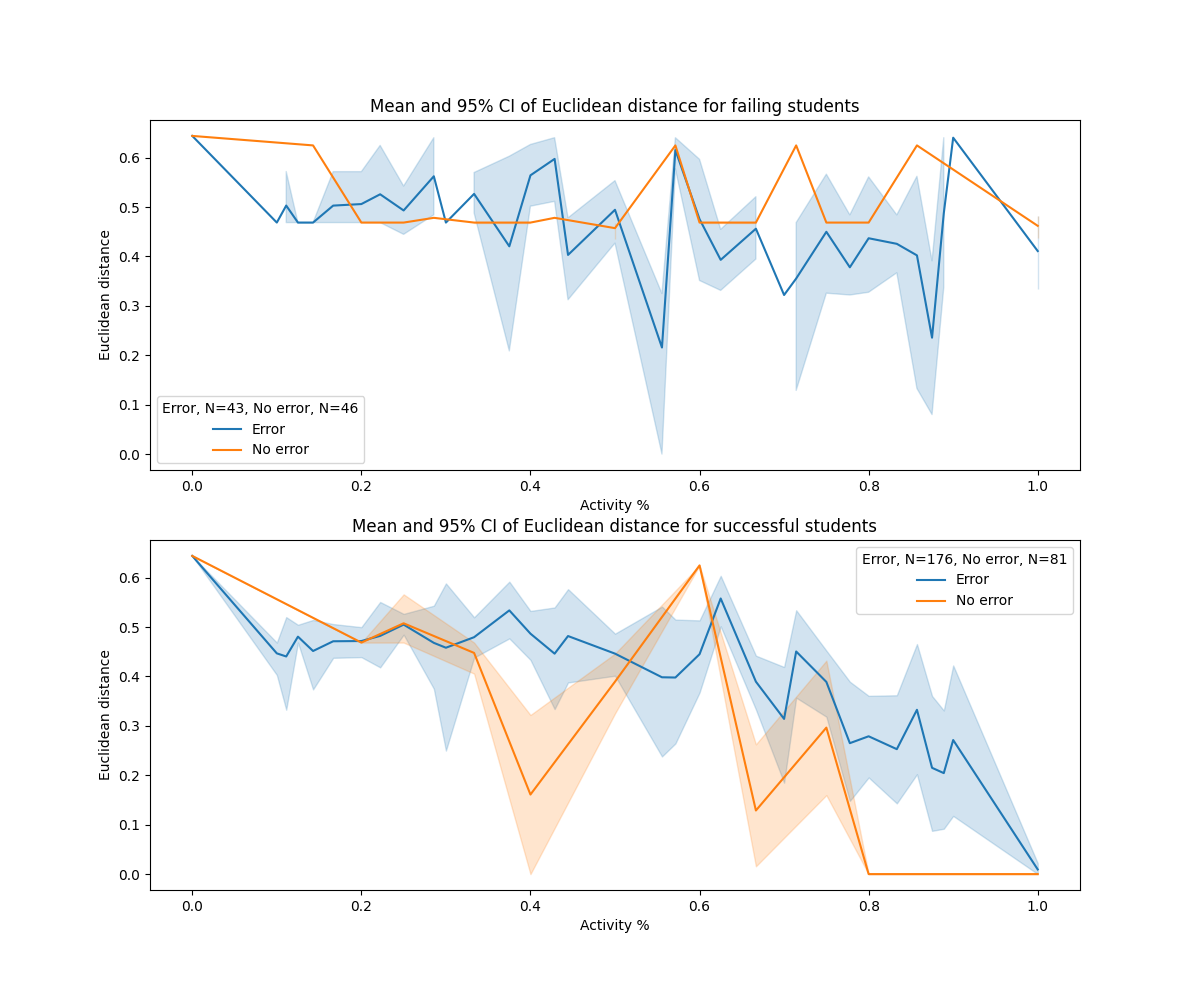 Mean and 95% CI of Euclidean distance for failing students
Euclidean distance
0.6
0.5
0.4
0.3
0.2
0.1
0.0
Error, N=43, No error, N=46
Error
No error
0.0 0.2 0.4 0.6 0.8 1.0
Activity %
Mean and 95% CI of Euclidean distance for successful students
Euclidean distance
0.6
0.5
0.4
0.3
0.2
0.1
0.0
Error, N=176, No error, N=81
Error
No error
0.0 0.2 0.4 0.6 0.8 1.0
Activity %